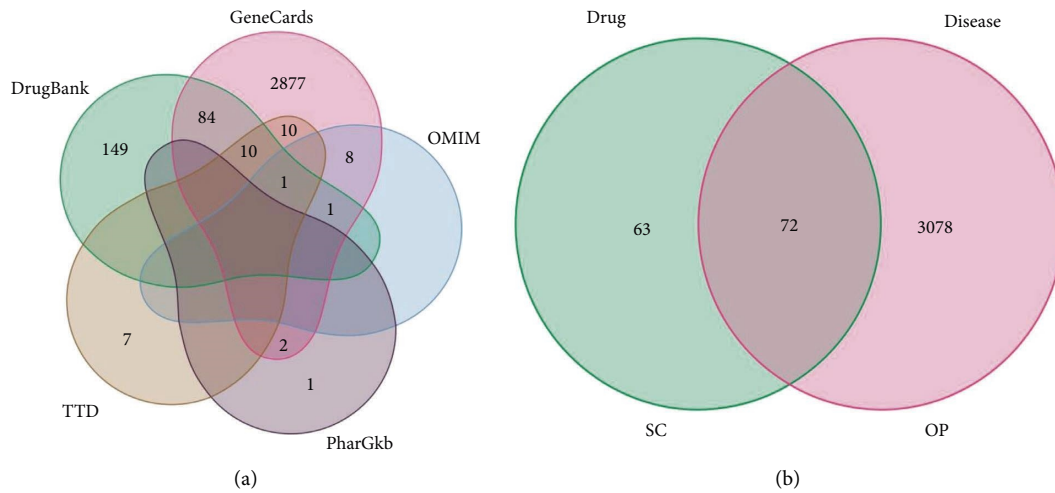 GeneCards
DrugBank
OMIM
TTD
PharGkb
2877
84
149
10
10
8
1
1
7
2
1
(a)
Drug
Disease
63
72
3078
SC
OP
(b)